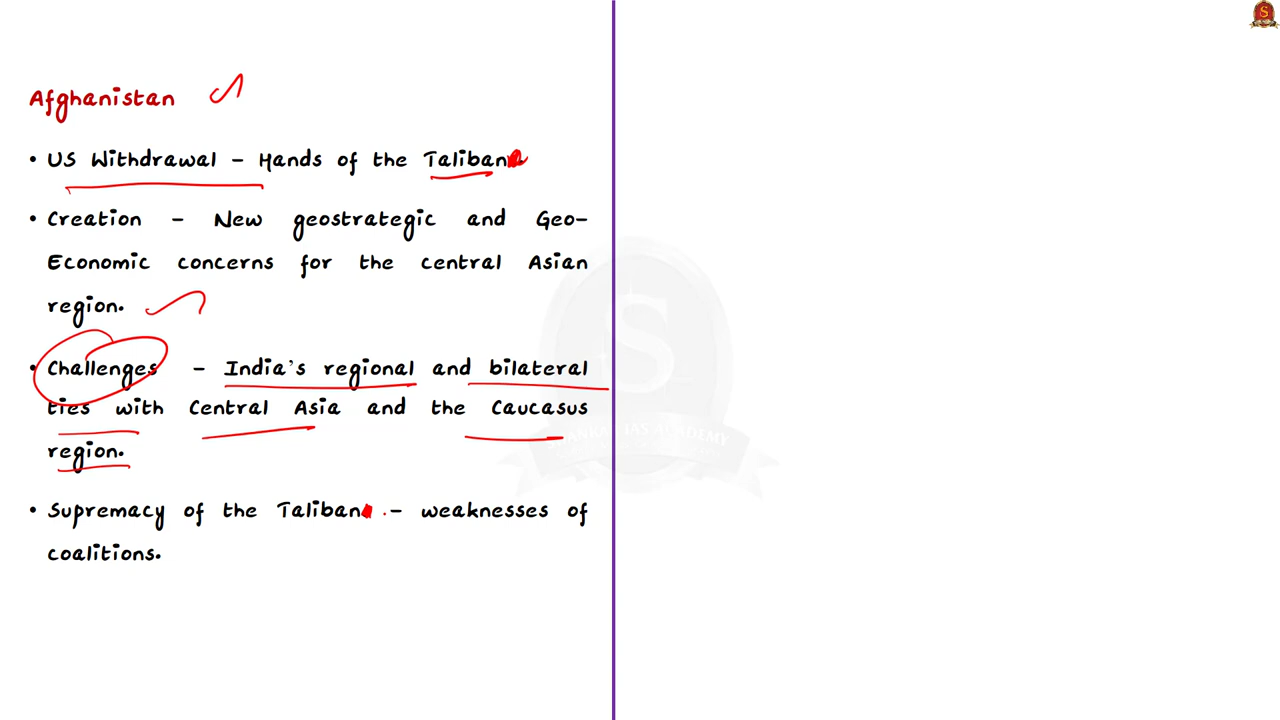 Afghanistan
• US Withdrawal – Hands of the Taliban
• Creation – New geostrategic and Geo-
Economic concerns for the central Asian
region.
• Challenges – India's regional and bilateral
ties with Central Asia and the Caucasus
region.
• Supremacy of the Taliban – weaknesses of
coalitions.
S
S
IAS ACADEMY